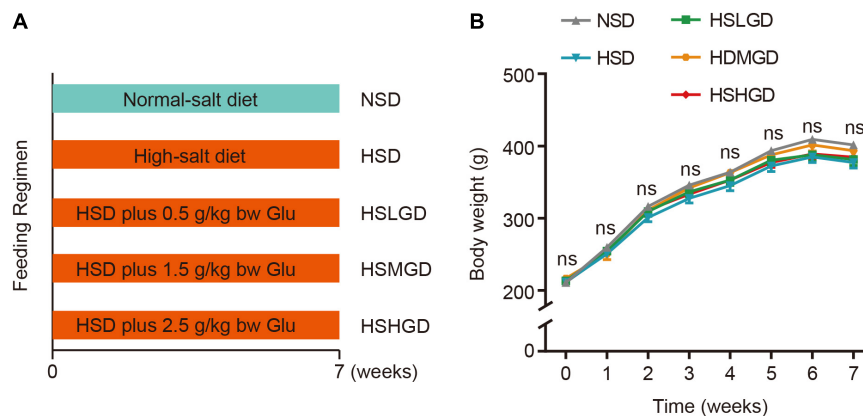 A
Feeding Regimen
Normal-salt diet NSD
High-salt diet HSD
HSD plus 0.5 g/kg bw Glu HSLGD
HSD plus 1.5 g/kg bw Glu HSMGD
HSD plus 2.5 g/kg bw Glu HSHGD
0 7 (weeks)
B
NSD HSLGD
HSD HDMGD
HSHGD
Body weight (g)
500
400
300
200
0
ns ns ns ns ns ns ns ns
0 1 2 3 4 5 6 7
Time (weeks)